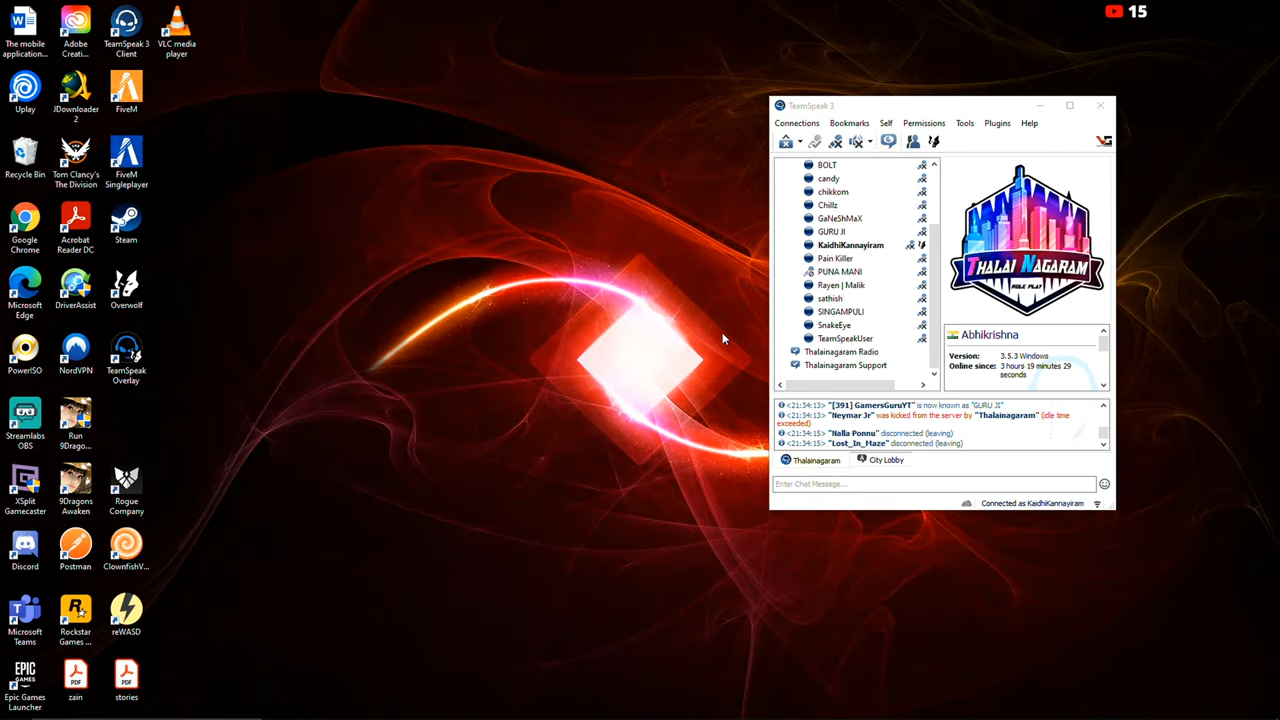 15
The mobile
application...
Adobe
Creati...
TeamSpeak 3
Client
VLC media
player
Uplay
JDownloader
2
FiveM
Recycle Bin
Tom Clancy's
The Division
FiveM
Singleplayer
Google
Chrome
Acrobat
Reader DC
Steam
Microsoft
Edge
DriverAssist
Overwolf
PowerISO
NordVPN
TeamSpeak
Overlay
Streamlabs
OBS
Run
9Drago...
XSplit
Gamecaster
9Dragons
Awaken
Rogue
Company
Discord
Postman
ClownfishV...
Microsoft
Teams
Rockstar
Games ...
reWASD
EPIC
GAMES
Epic Games
Launcher
PDF
zain
PDF
stories
TeamSpeak 3
Connections Bookmarks Self Permissions Tools Plugins Help
BOLT
candy
chikkom
Chillz
GaNeShMaX
GURU JI
KaidhiKannayiram
Pain Killer
PUNA MANI
Rayen | Malik
sathish
SINGAMPULI
SnakeEye
TeamSpeakUser
Thalainagaram Radio
Thalainagaram Support
THALAI NAGARAM
ROLE PLAY
Abhikrishna
Version: 3.5.3 Windows
Online since: 3 hours 19 minutes 29
seconds
<21:34:13> "[391] GamersGuruYT" is now known as "GURU JI"
<21:34:13> "Neymar Jr" was kicked from the server by "Thalainagaram" (idle time
exceeded)
<21:34:15> "Nalla Ponnu" disconnected (leaving)
<21:34:15> "Lost_In_Maze" disconnected (leaving)
Thalainagaram City Lobby
Enter Chat Message...
Connected as KaidhiKannayiram